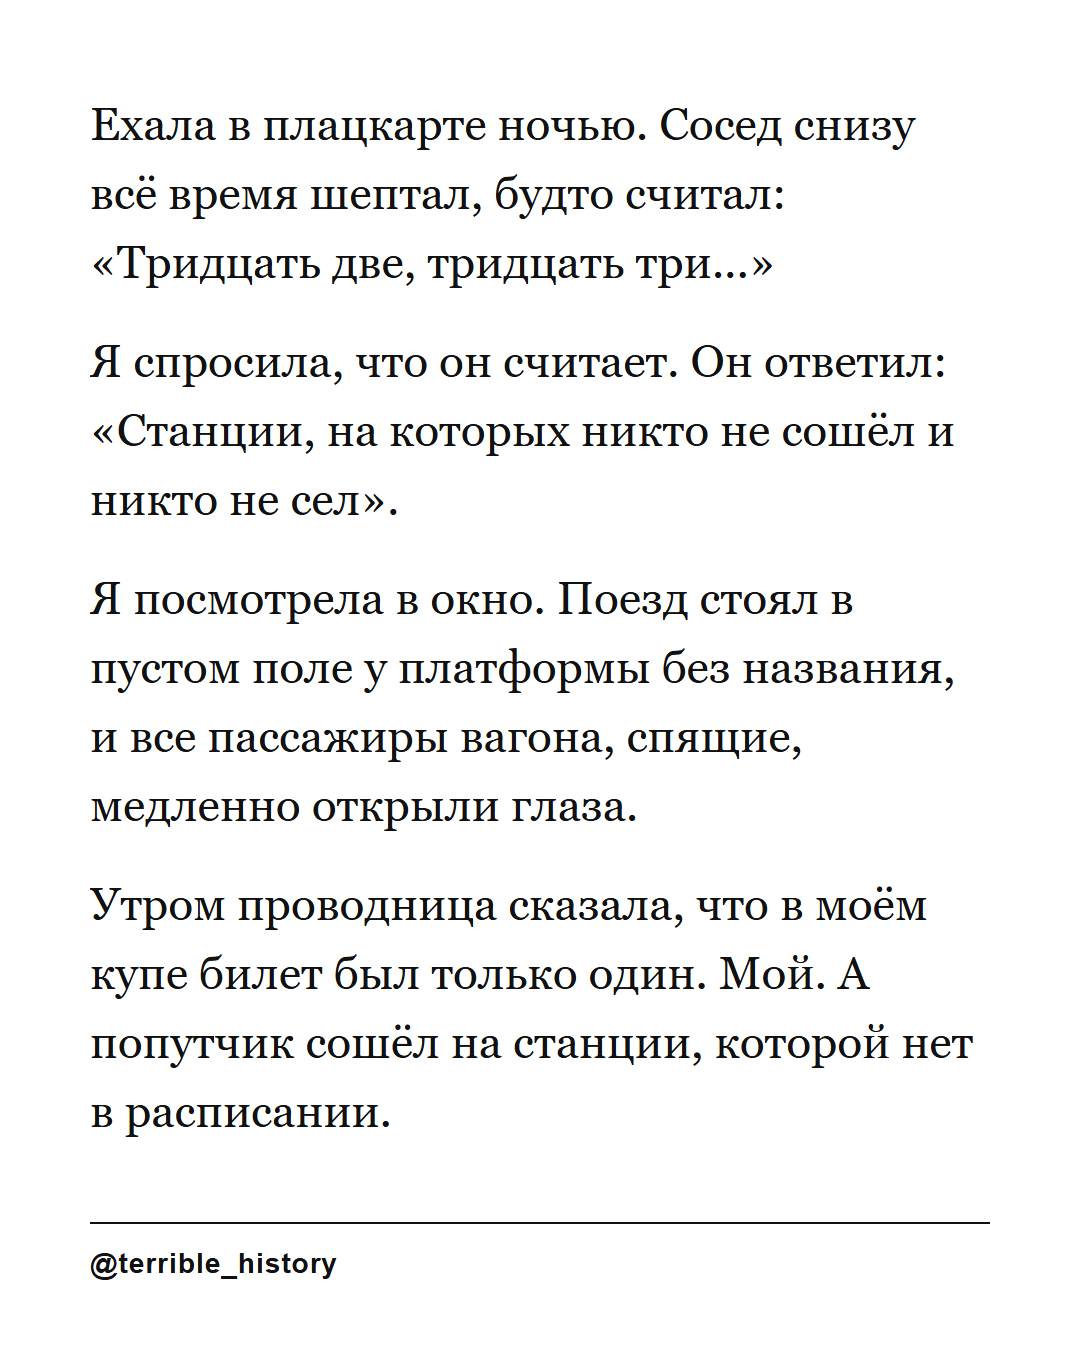 Ехала в плацкарте ночью. Сосед снизу
всё время шептал, будто считал:
«Тридцать две, тридцать три...»
Я спросила, что он считает. Он ответил:
«Станции, на которых никто не сошёл и
никто не сел».
Я посмотрела в окно. Поезд стоял в
пустом поле у платформы без названия,
и все пассажиры вагона, спящие,
медленно открыли глаза.
Утром проводница сказала, что в моём
купе билет был только один. Мой. А
попутчик сошёл на станции, которой нет
в расписании.
@terrible_history